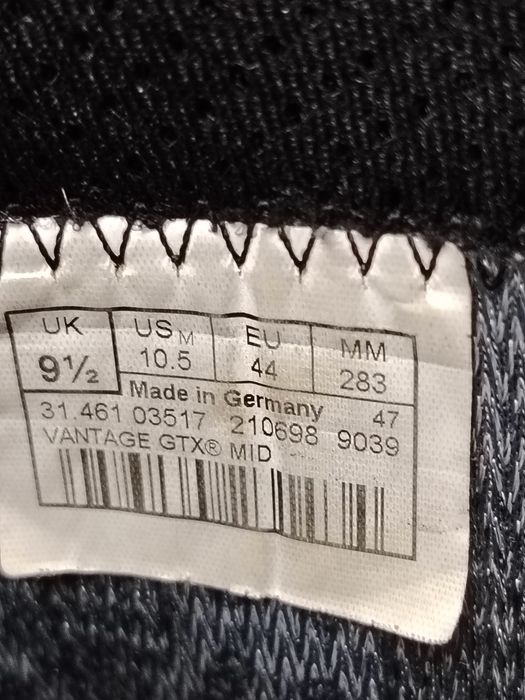 UK US M EU MM
9½ 10.5 44 283
Made in Germany 47
31.461 03517 210698 9039
VANTAGE GTX® MID